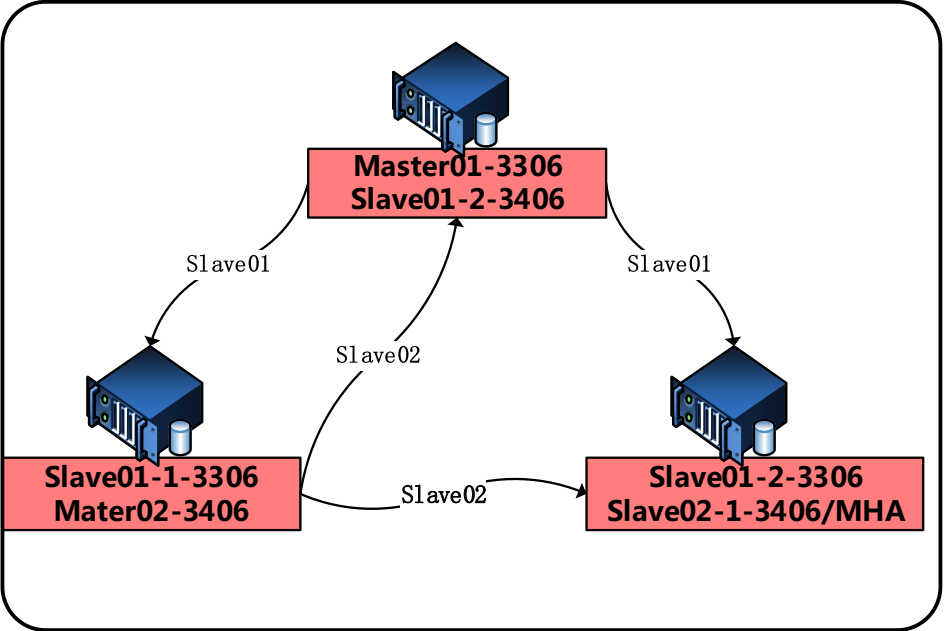 Master01-3306
Slave01-2-3406
Slave01
Slave01
Slave02
Slave01-1-3306
Mater02-3406
Slave02
Slave01-2-3306
Slave02-1-3406/MHA